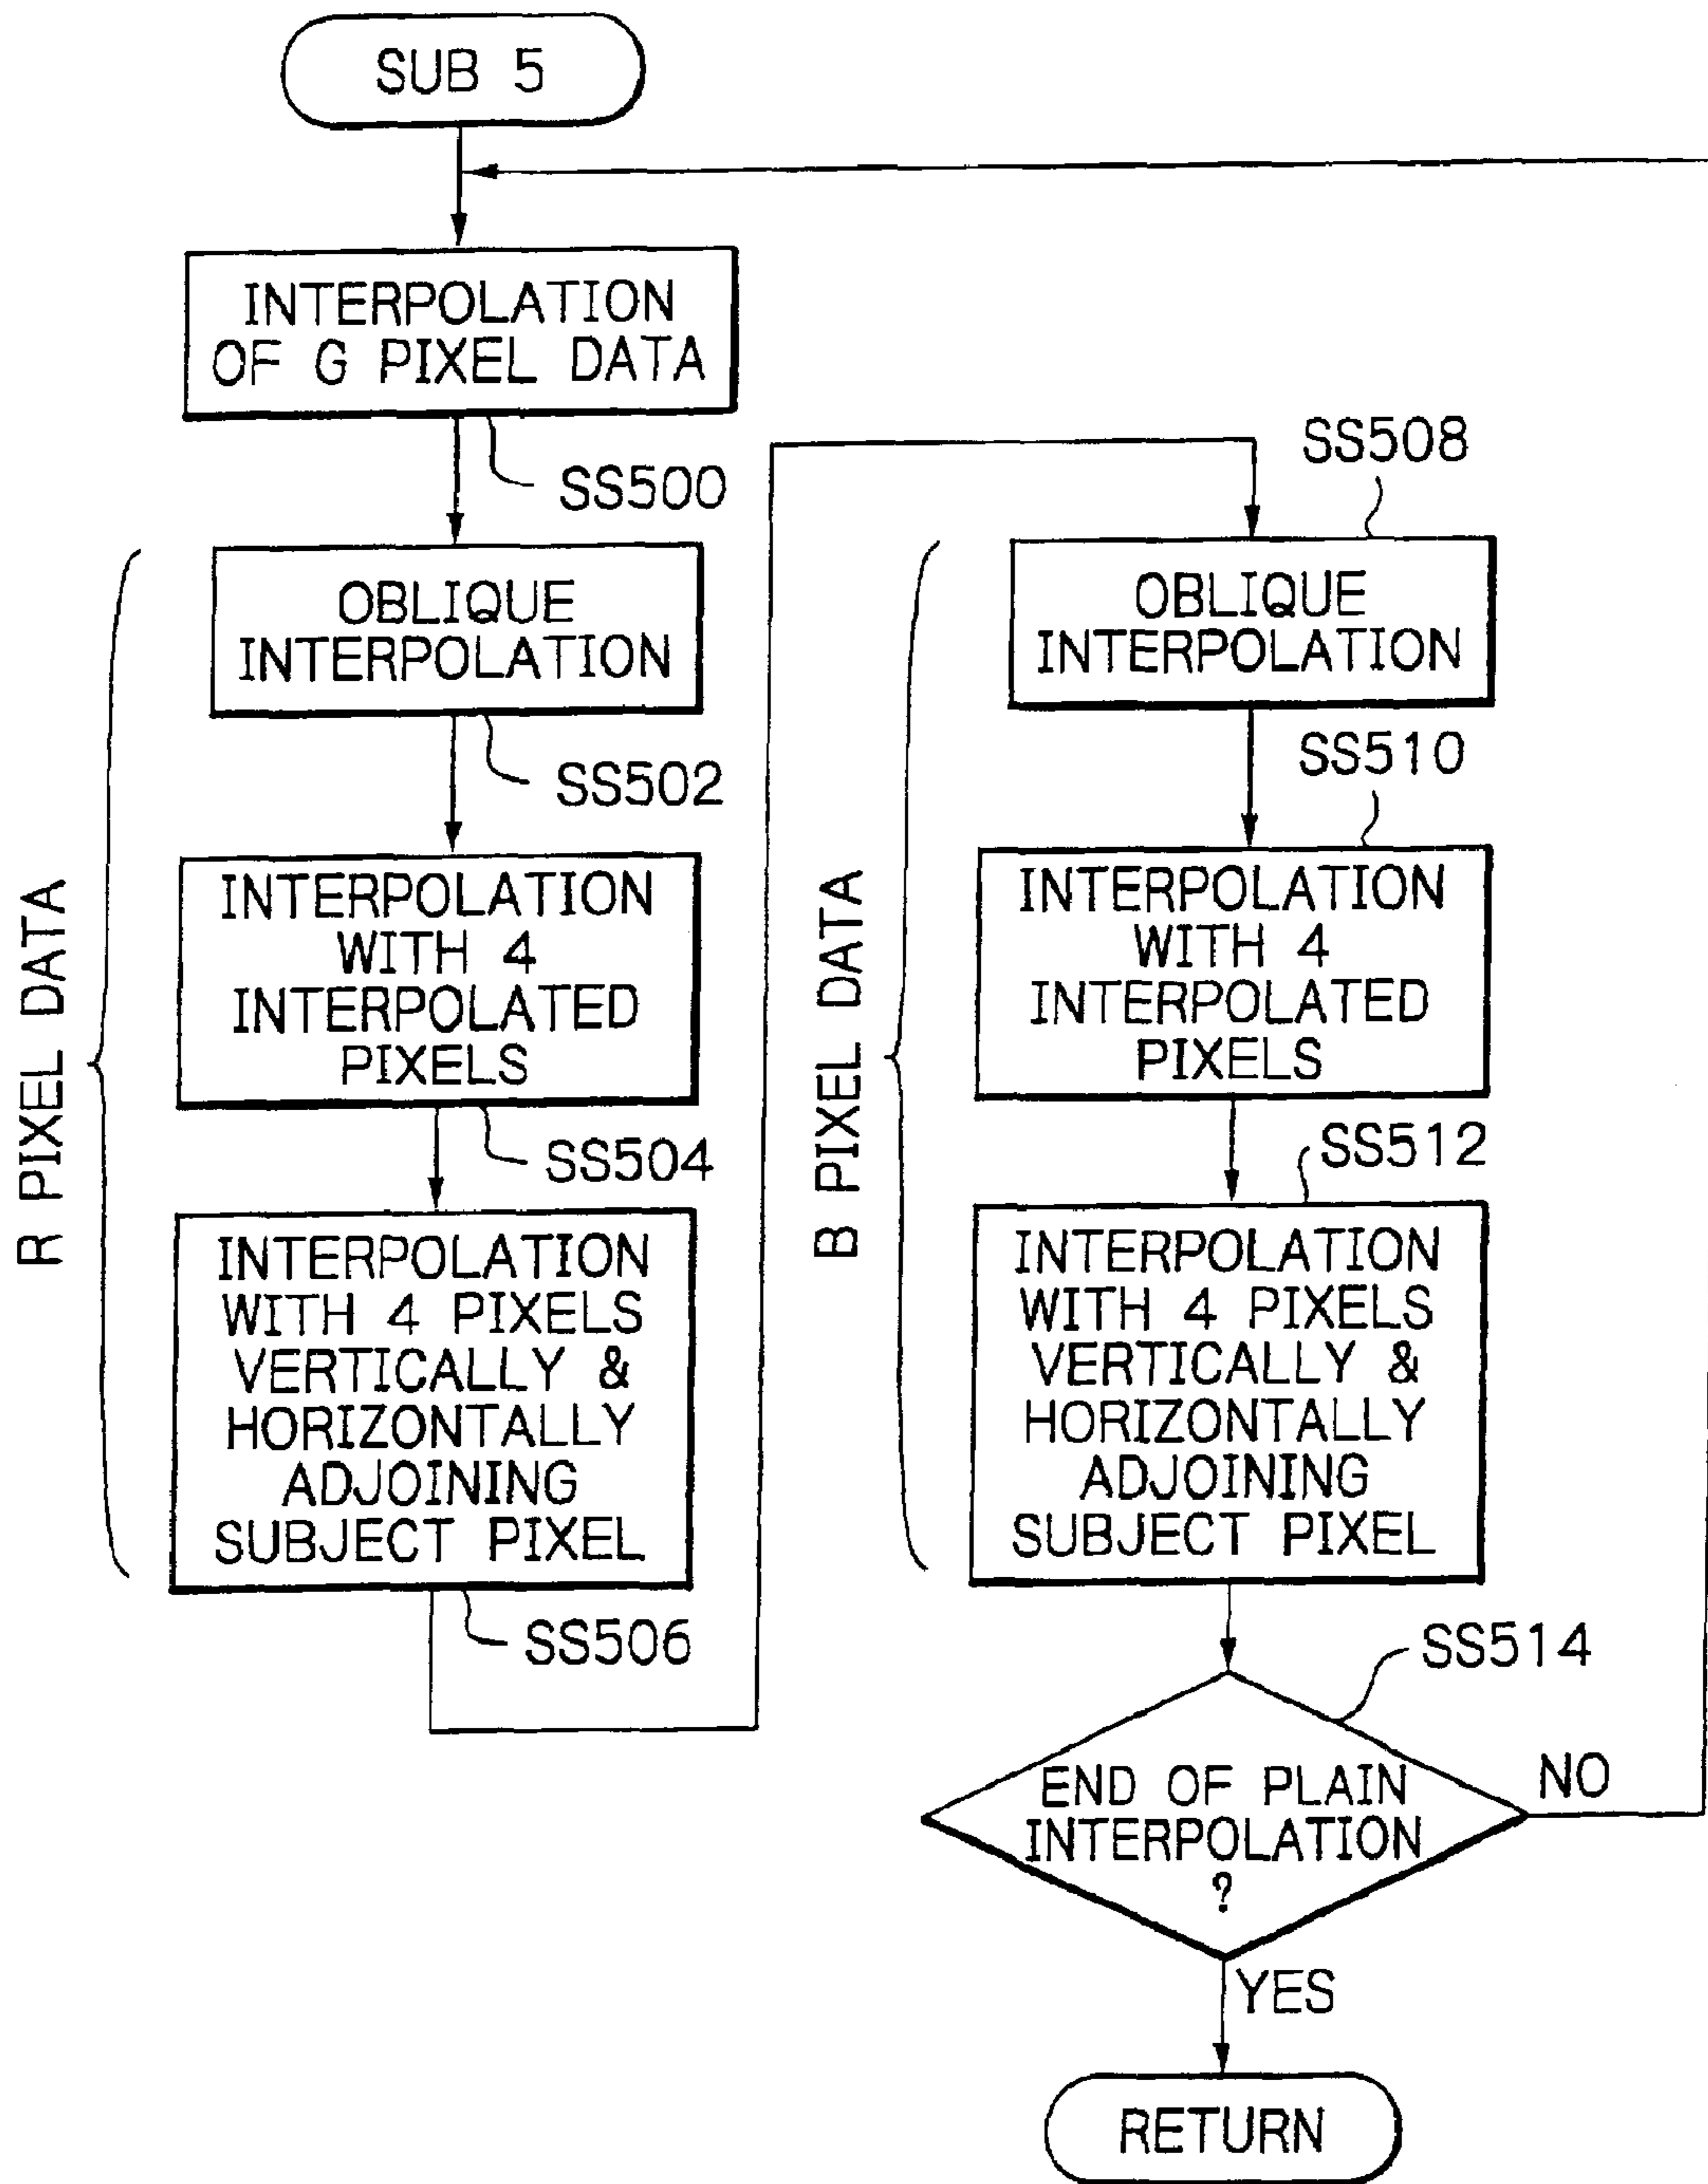 SUB 5
INTERPOLATION
OF G PIXEL DATA
SS500
R PIXEL DATA
OBLIQUE
INTERPOLATION
SS502
INTERPOLATION
WITH 4
INTERPOLATED
PIXELS
SS504
INTERPOLATION
WITH 4 PIXELS
VERTICALLY &
HORIZONTALLY
ADJOINING
SUBJECT PIXEL
SS506
B PIXEL DATA
SS508
OBLIQUE
INTERPOLATION
SS510
INTERPOLATION
WITH 4
INTERPOLATED
PIXELS
SS512
INTERPOLATION
WITH 4 PIXELS
VERTICALLY &
HORIZONTALLY
ADJOINING
SUBJECT PIXEL
SS514
END OF PLAIN
INTERPOLATION
?
NO
YES
RETURN